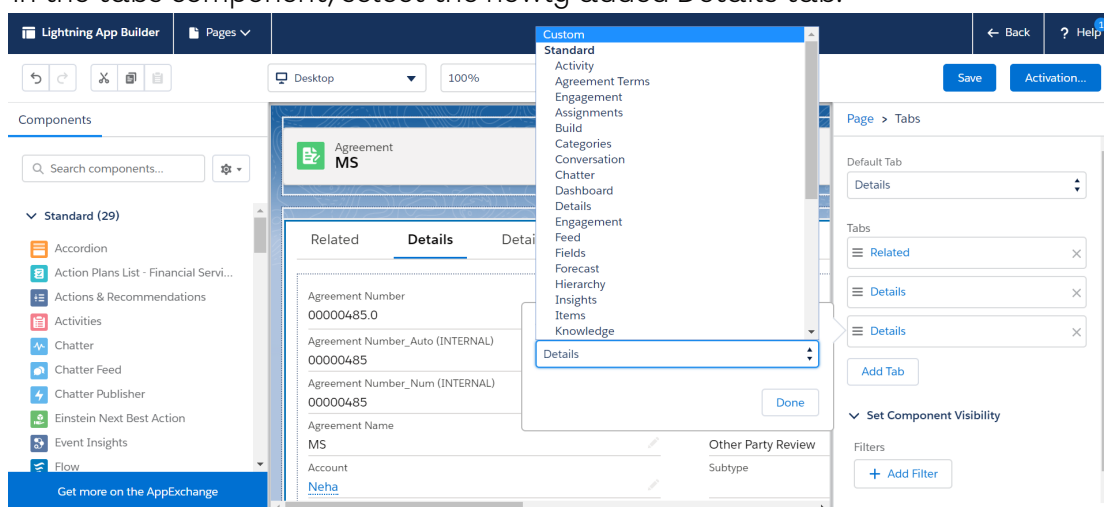 In the tabs component, select the newly added Details tab.
Lightning App Builder
Pages
Back
? Help
1
Desktop
100%
Save
Activation...
Components
Search components...
Standard (29)
Accordion
Action Plans List - Financial Servi...
Actions & Recommendations
Activities
Chatter
Chatter Feed
Chatter Publisher
Einstein Next Best Action
Event Insights
Flow
Get more on the AppExchange
Agreement
MS
Related
Details
Detai
Agreement Number
00000485.0
Agreement Number_Auto (INTERNAL)
00000485
Agreement Number_Num (INTERNAL)
00000485
Agreement Name
MS
Account
Neha
Other Party Review
Subtype
Custom
Standard
Activity
Agreement Terms
Engagement
Assignments
Build
Categories
Conversation
Chatter
Dashboard
Details
Engagement
Feed
Fields
Forecast
Hierarchy
Insights
Items
Knowledge
Details
Done
Page > Tabs
Default Tab
Details
Tabs
Related
Details
Details
Add Tab
Set Component Visibility
Filters
+ Add Filter